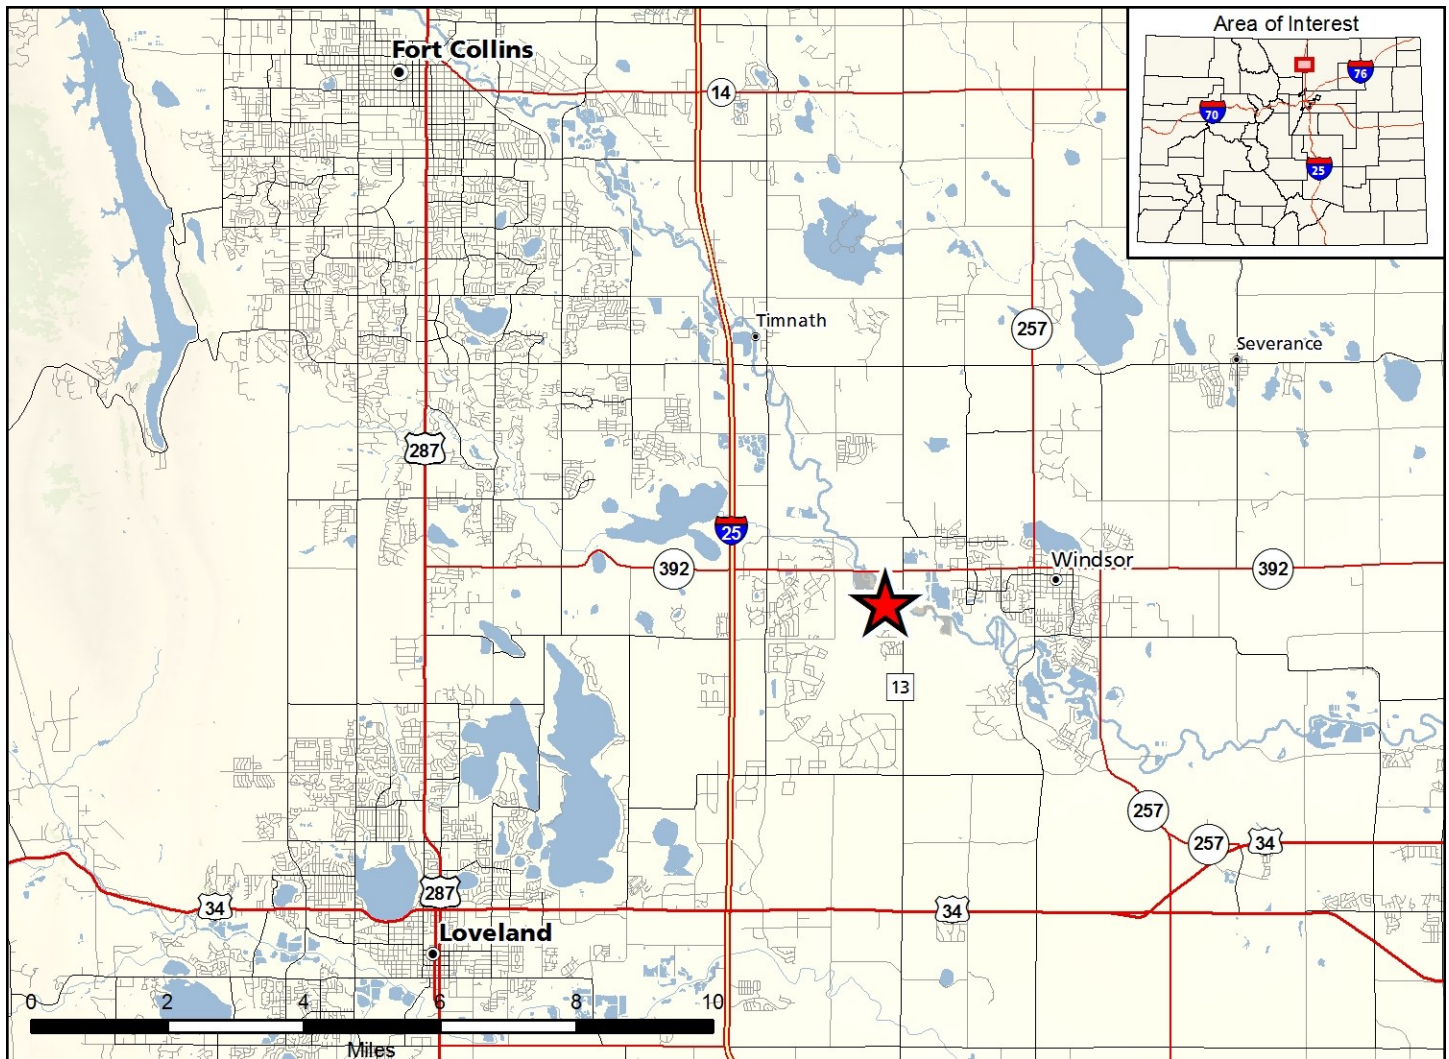 Fort Collins
14
Area of Interest
76
70
25
Timnath
257
Severance
287
25
392
Windsor
392
13
257
257
34
287
34
34
Loveland
0 2 4 6 8 10
Miles